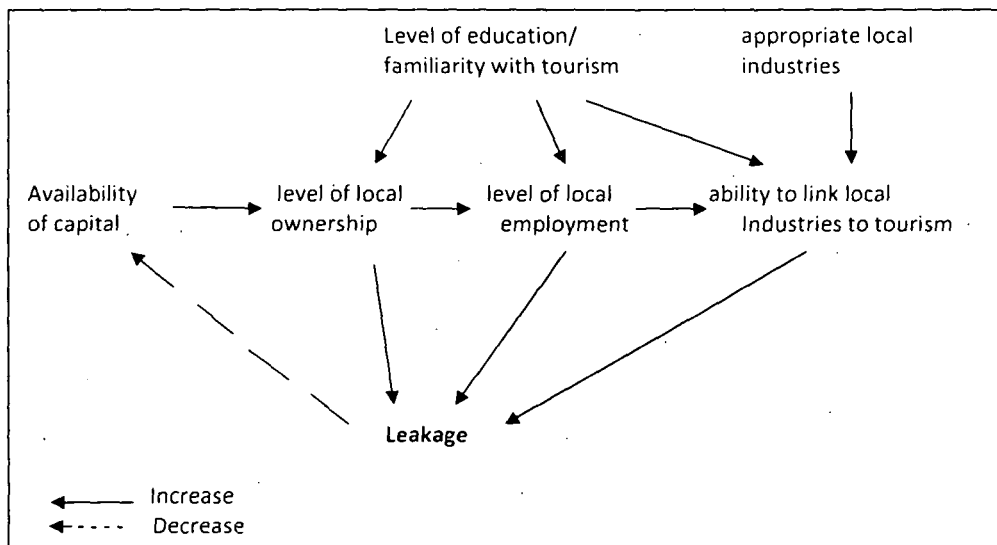 Level of education/
familiarity with tourism
appropriate local
industries
Availability
of capital
level of local
ownership
level of local
employment
ability to link local
Industries to tourism
Leakage
Increase
Decrease